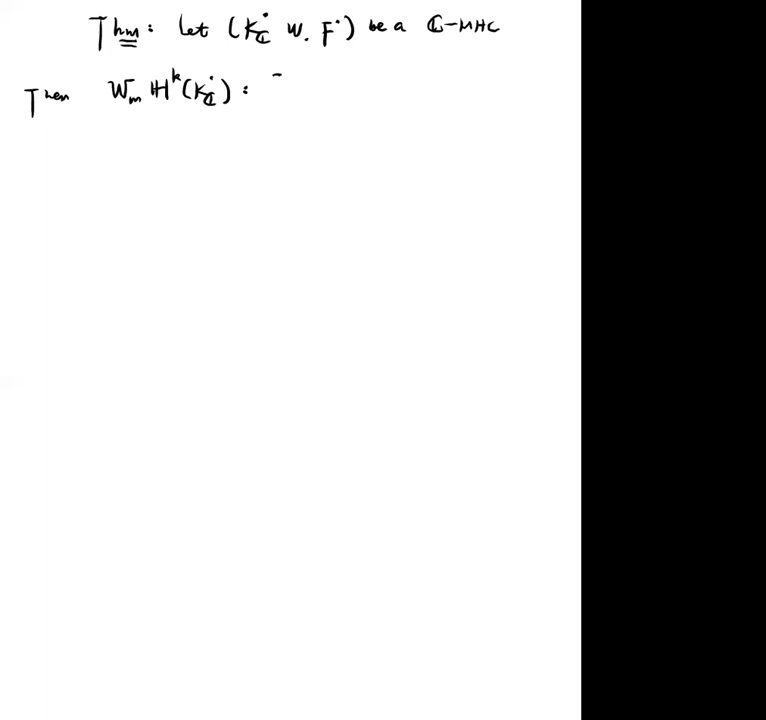 Thm: Let (K_ℂ^• W. F^•) be a ℂ-MHC
Then W_m ℍ^k(K_ℂ^•) : -